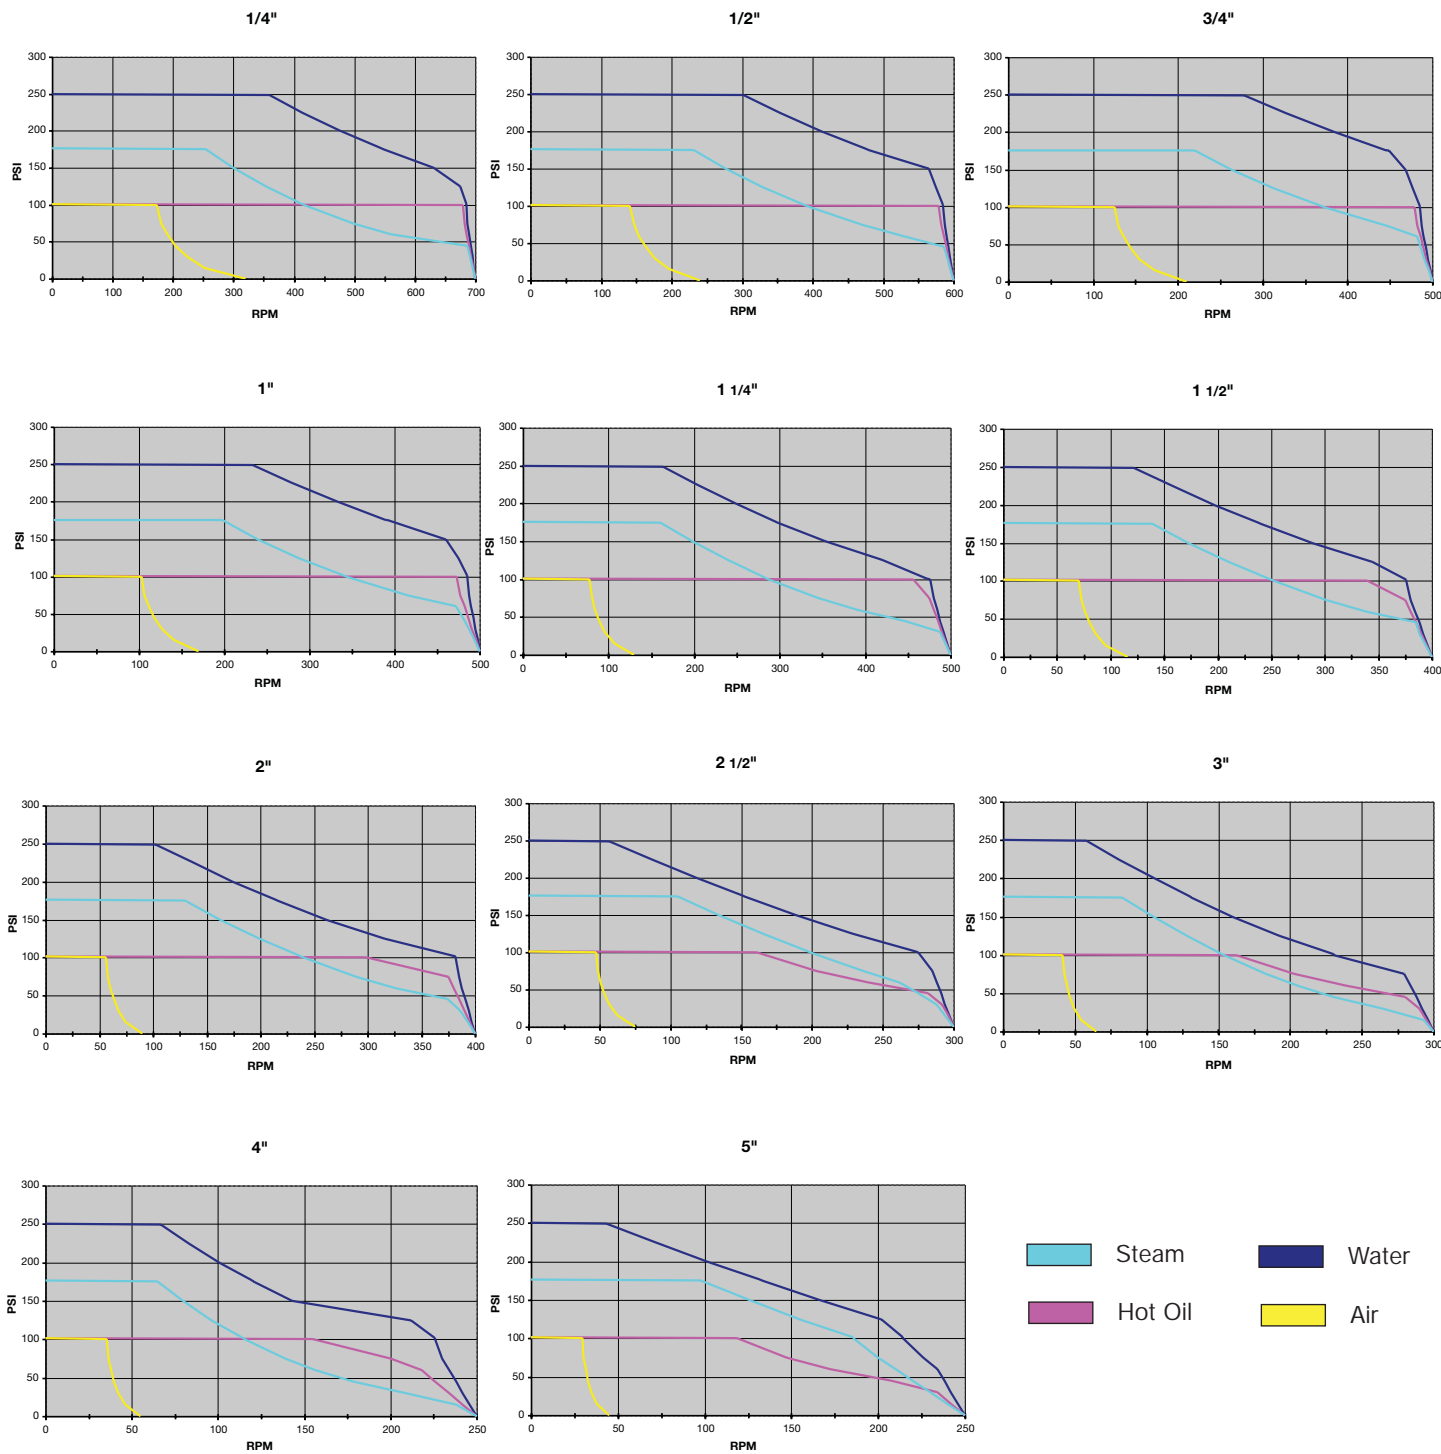 1/4" 1/2" 3/4"
300 300 300
250 250 250
200 200 200
PSI 150 PSI 150 PSI 150
100 100 100
50 50 50
0 0 0
0 100 200 300 400 500 600 700 0 100 200 300 400 500 600 0 100 200 300 400 500
RPM RPM RPM
1" 1 1/4" 1 1/2"
300 300 300
250 250 250
200 200 200
PSI 150 PSI 150 PSI 150
100 100 100
50 50 50
0 0 0
0 100 200 300 400 500 0 100 200 300 400 500 0 50 100 150 200 250 300 350 400
RPM RPM RPM
2" 2 1/2" 3"
300 300 300
250 250 250
200 200 200
PSI 150 PSI 150 PSI 150
100 100 100
50 50 50
0 0 0
0 50 100 150 200 250 300 350 400 0 50 100 150 200 250 300 0 50 100 150 200 250 300
RPM RPM RPM
4" 5"
300 300
250 250
200 200
PSI 150 PSI 150
100 100
50 50
0 0
0 50 100 150 200 250 0 50 100 150 200 250
RPM RPM
Steam Water
Hot Oil Air